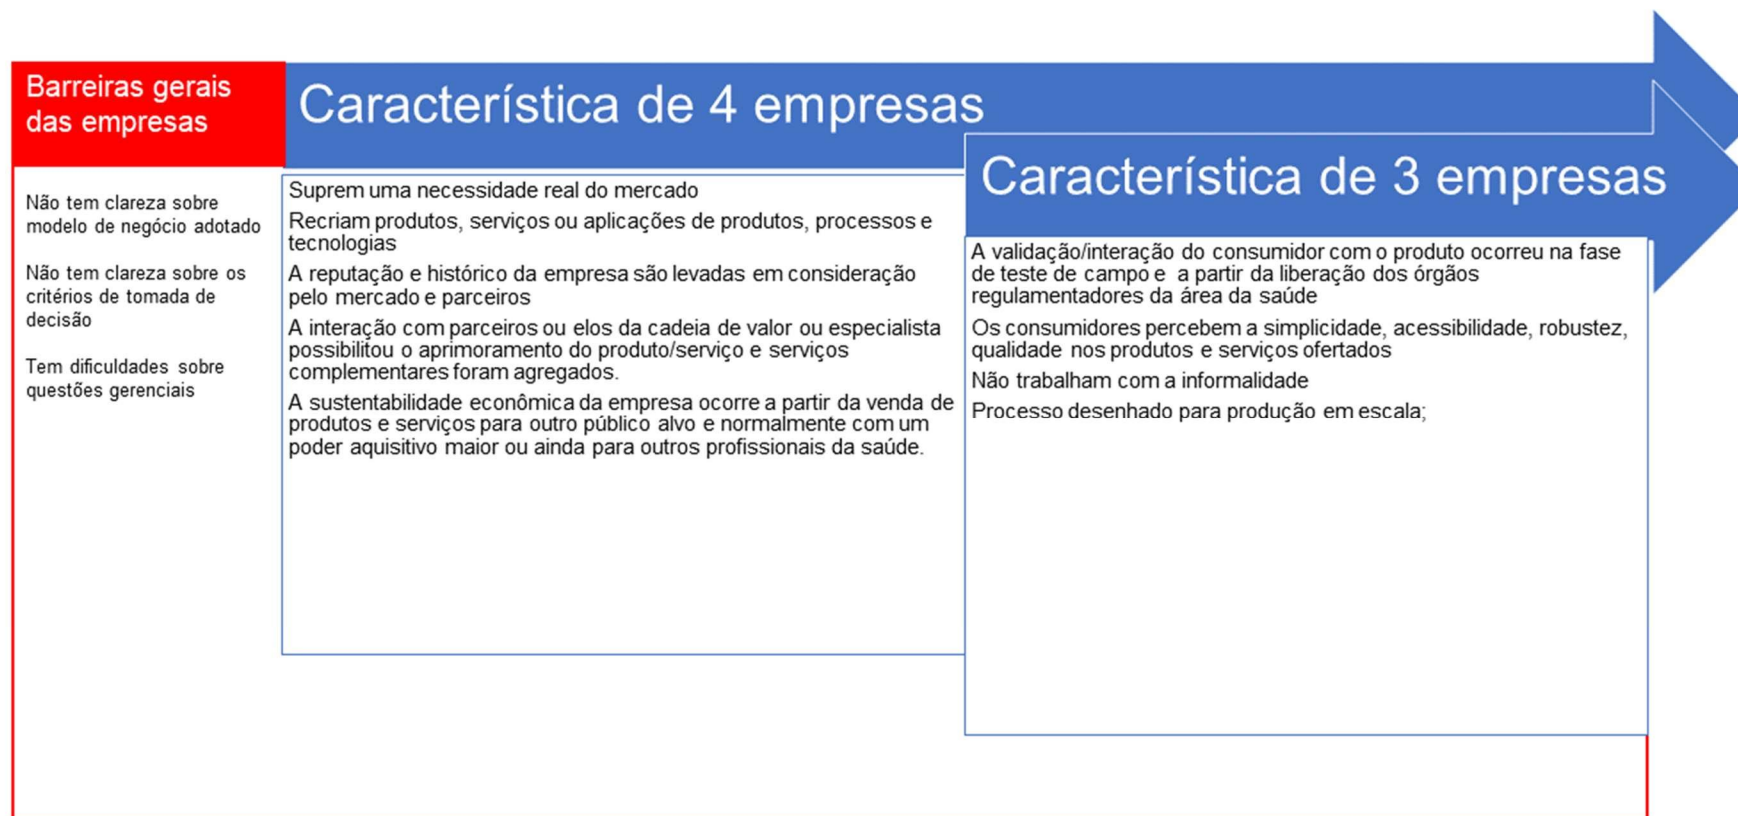 Barreiras gerais
das empresas
Característica de 4 empresas
Característica de 3 empresas
Não tem clareza sobre
modelo de negócio adotado
Não tem clareza sobre os
critérios de tomada de
decisão
Tem dificuldades sobre
questões gerenciais
Suprem uma necessidade real do mercado
Recriam produtos, serviços ou aplicações de produtos, processos e
tecnologias
A reputação e histórico da empresa são levadas em consideração
pelo mercado e parceiros
A interação com parceiros ou elos da cadeia de valor ou especialista
possibilitou o aprimoramento do produto/serviço e serviços
complementares foram agregados.
A sustentabilidade econômica da empresa ocorre a partir da venda de
produtos e serviços para outro público alvo e normalmente com um
poder aquisitivo maior ou ainda para outros profissionais da saúde.
A validação/interação do consumidor com o produto ocorreu na fase
de teste de campo e a partir da liberação dos órgãos
regulamentadores da área da saúde
Os consumidores percebem a simplicidade, acessibilidade, robustez,
qualidade nos produtos e serviços ofertados
Não trabalham com a informalidade
Processo desenhado para produção em escala;